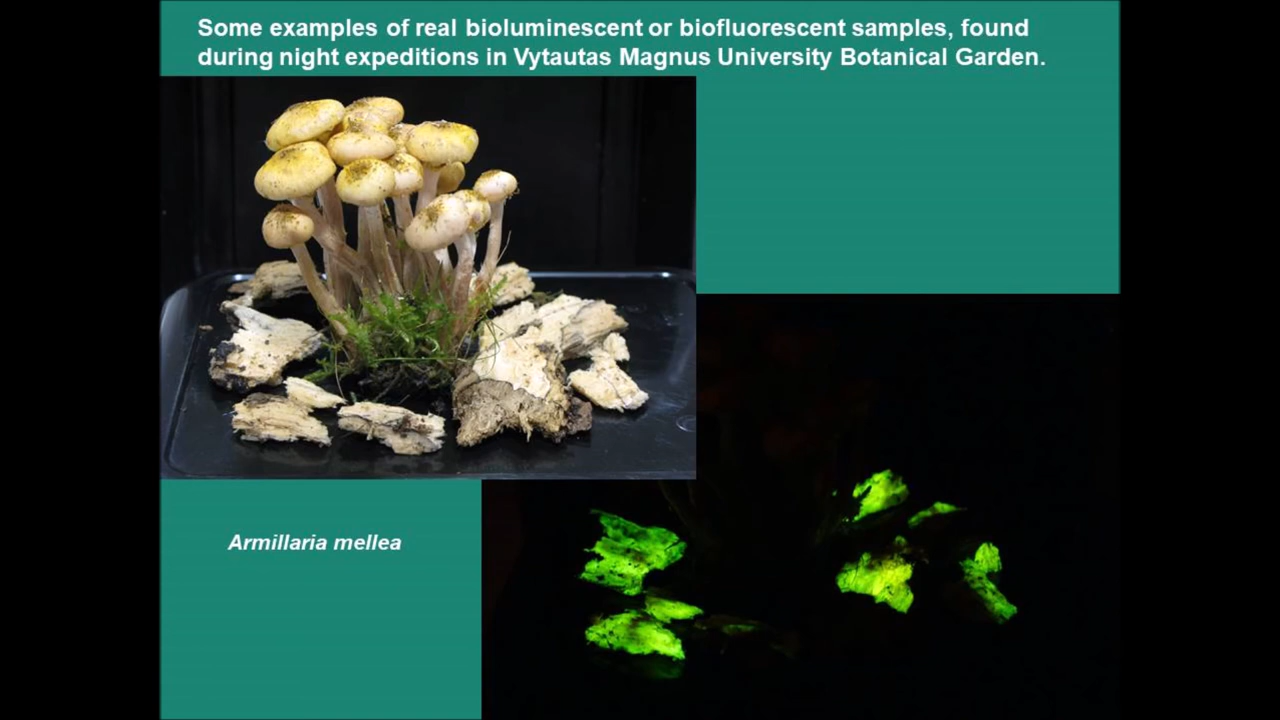 Some examples of real bioluminescent or biofluorescent samples, found
during night expeditions in Vytautas Magnus University Botanical Garden.
Armillaria mellea